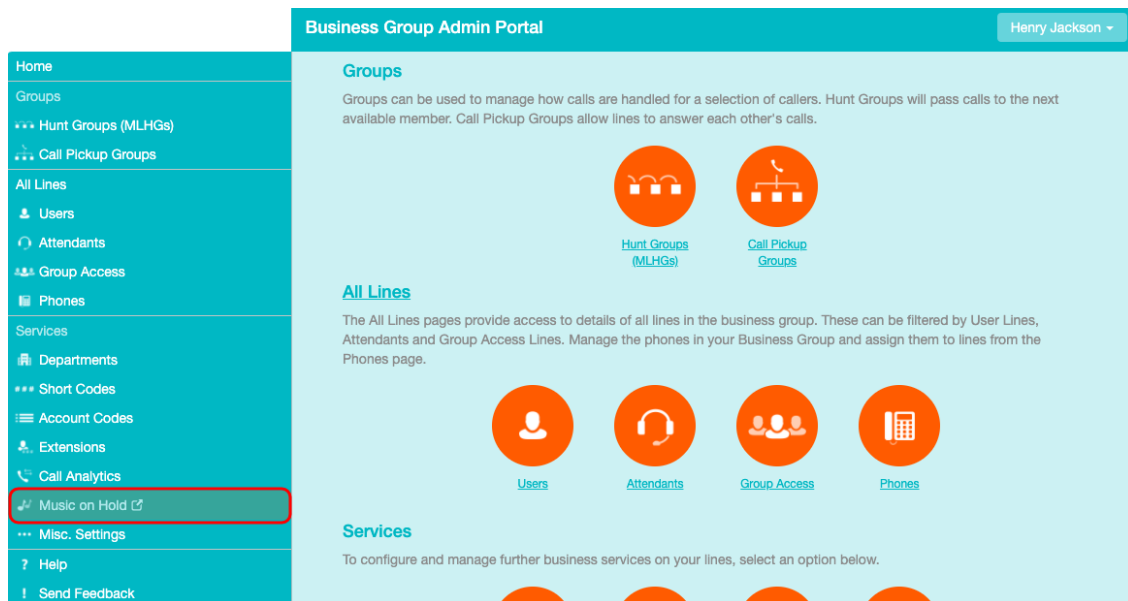 Business Group Admin Portal
Henry Jackson
Home
Groups
Hunt Groups (MLHGs)
Call Pickup Groups
All Lines
Users
Attendants
Group Access
Phones
Services
Departments
Short Codes
Account Codes
Extensions
Call Analytics
Music on Hold
Misc. Settings
? Help
! Send Feedback
Groups
Groups can be used to manage how calls are handled for a selection of callers. Hunt Groups will pass calls to the next
available member. Call Pickup Groups allow lines to answer each other's calls.
Hunt Groups
(MLHGs)
Call Pickup
Groups
All Lines
The All Lines pages provide access to details of all lines in the business group. These can be filtered by User Lines,
Attendants and Group Access Lines. Manage the phones in your Business Group and assign them to lines from the
Phones page.
Users
Attendants
Group Access
Phones
Services
To configure and manage further business services on your lines, select an option below.